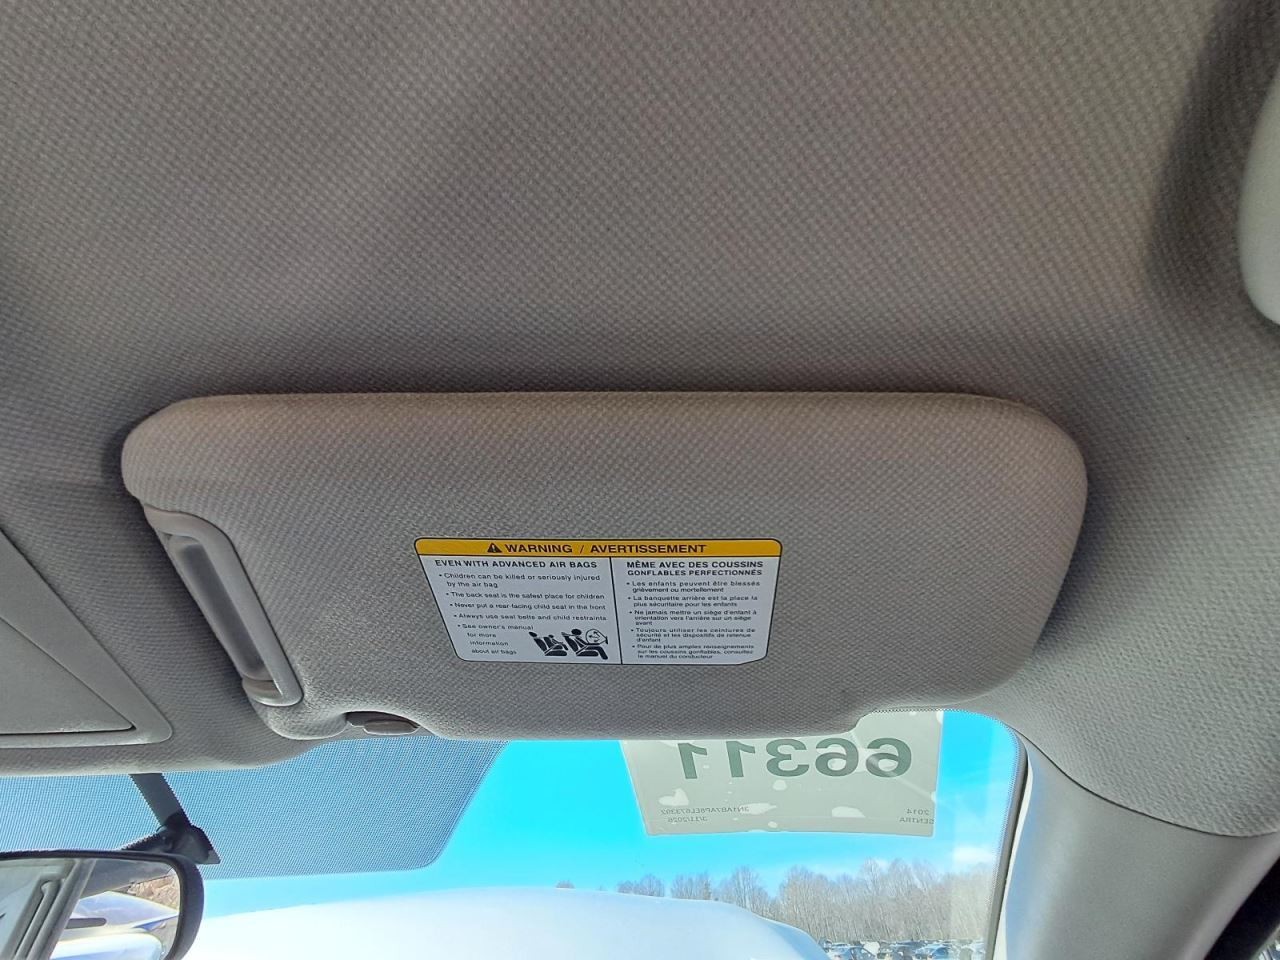 WARNING / AVERTISSEMENT
EVEN WITH ADVANCED AIR BAGS
• Children can be killed or seriously injured
by the air bag
• The back seat is the safest place for children
• Never put a rear-facing child seat in the front
• Always use seat belts and child restraints
• See owner's manual
for more
information
about air bags
MÊME AVEC DES COUSSINS
GONFLABLES PERFECTIONNÉS
• Les enfants peuvent être blessés
grièvement ou mortellement
• La banquette arrière est la place la
plus sécuritaire pour les enfants
• Ne jamais mettre un siège d'enfant à
orientation vers l'arrière sur un siège
avant
• Toujours utiliser les ceintures de
sécurité et les dispositifs de retenue
d'enfant
• Pour de plus amples renseignements
sur les coussins gonflables, consultez
le manuel du conducteur
66311
2014
SENTRA
3/11/2026